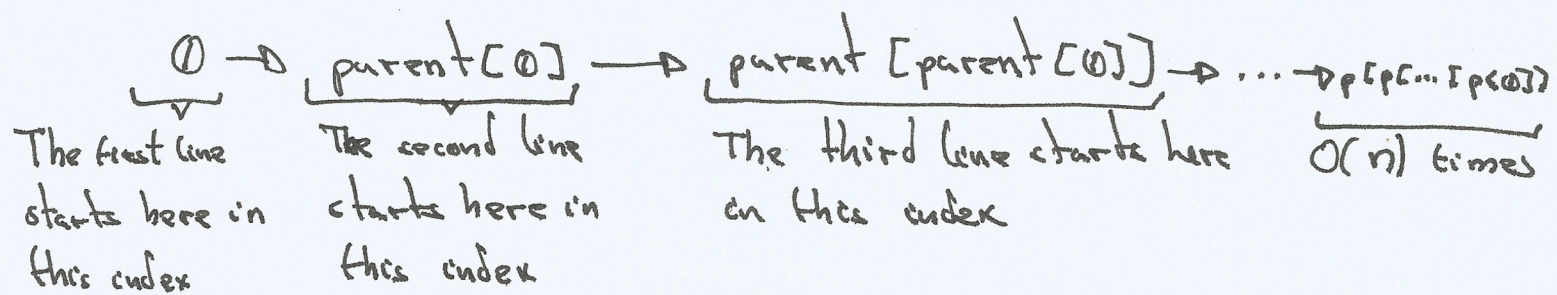 0 → parent[0] → parent [parent [0]] → ... → p[p[... [p[0]]
The first line
starts here in
this index
The second line
starts here in
this index
The third line starts here
in this index
O(n) times